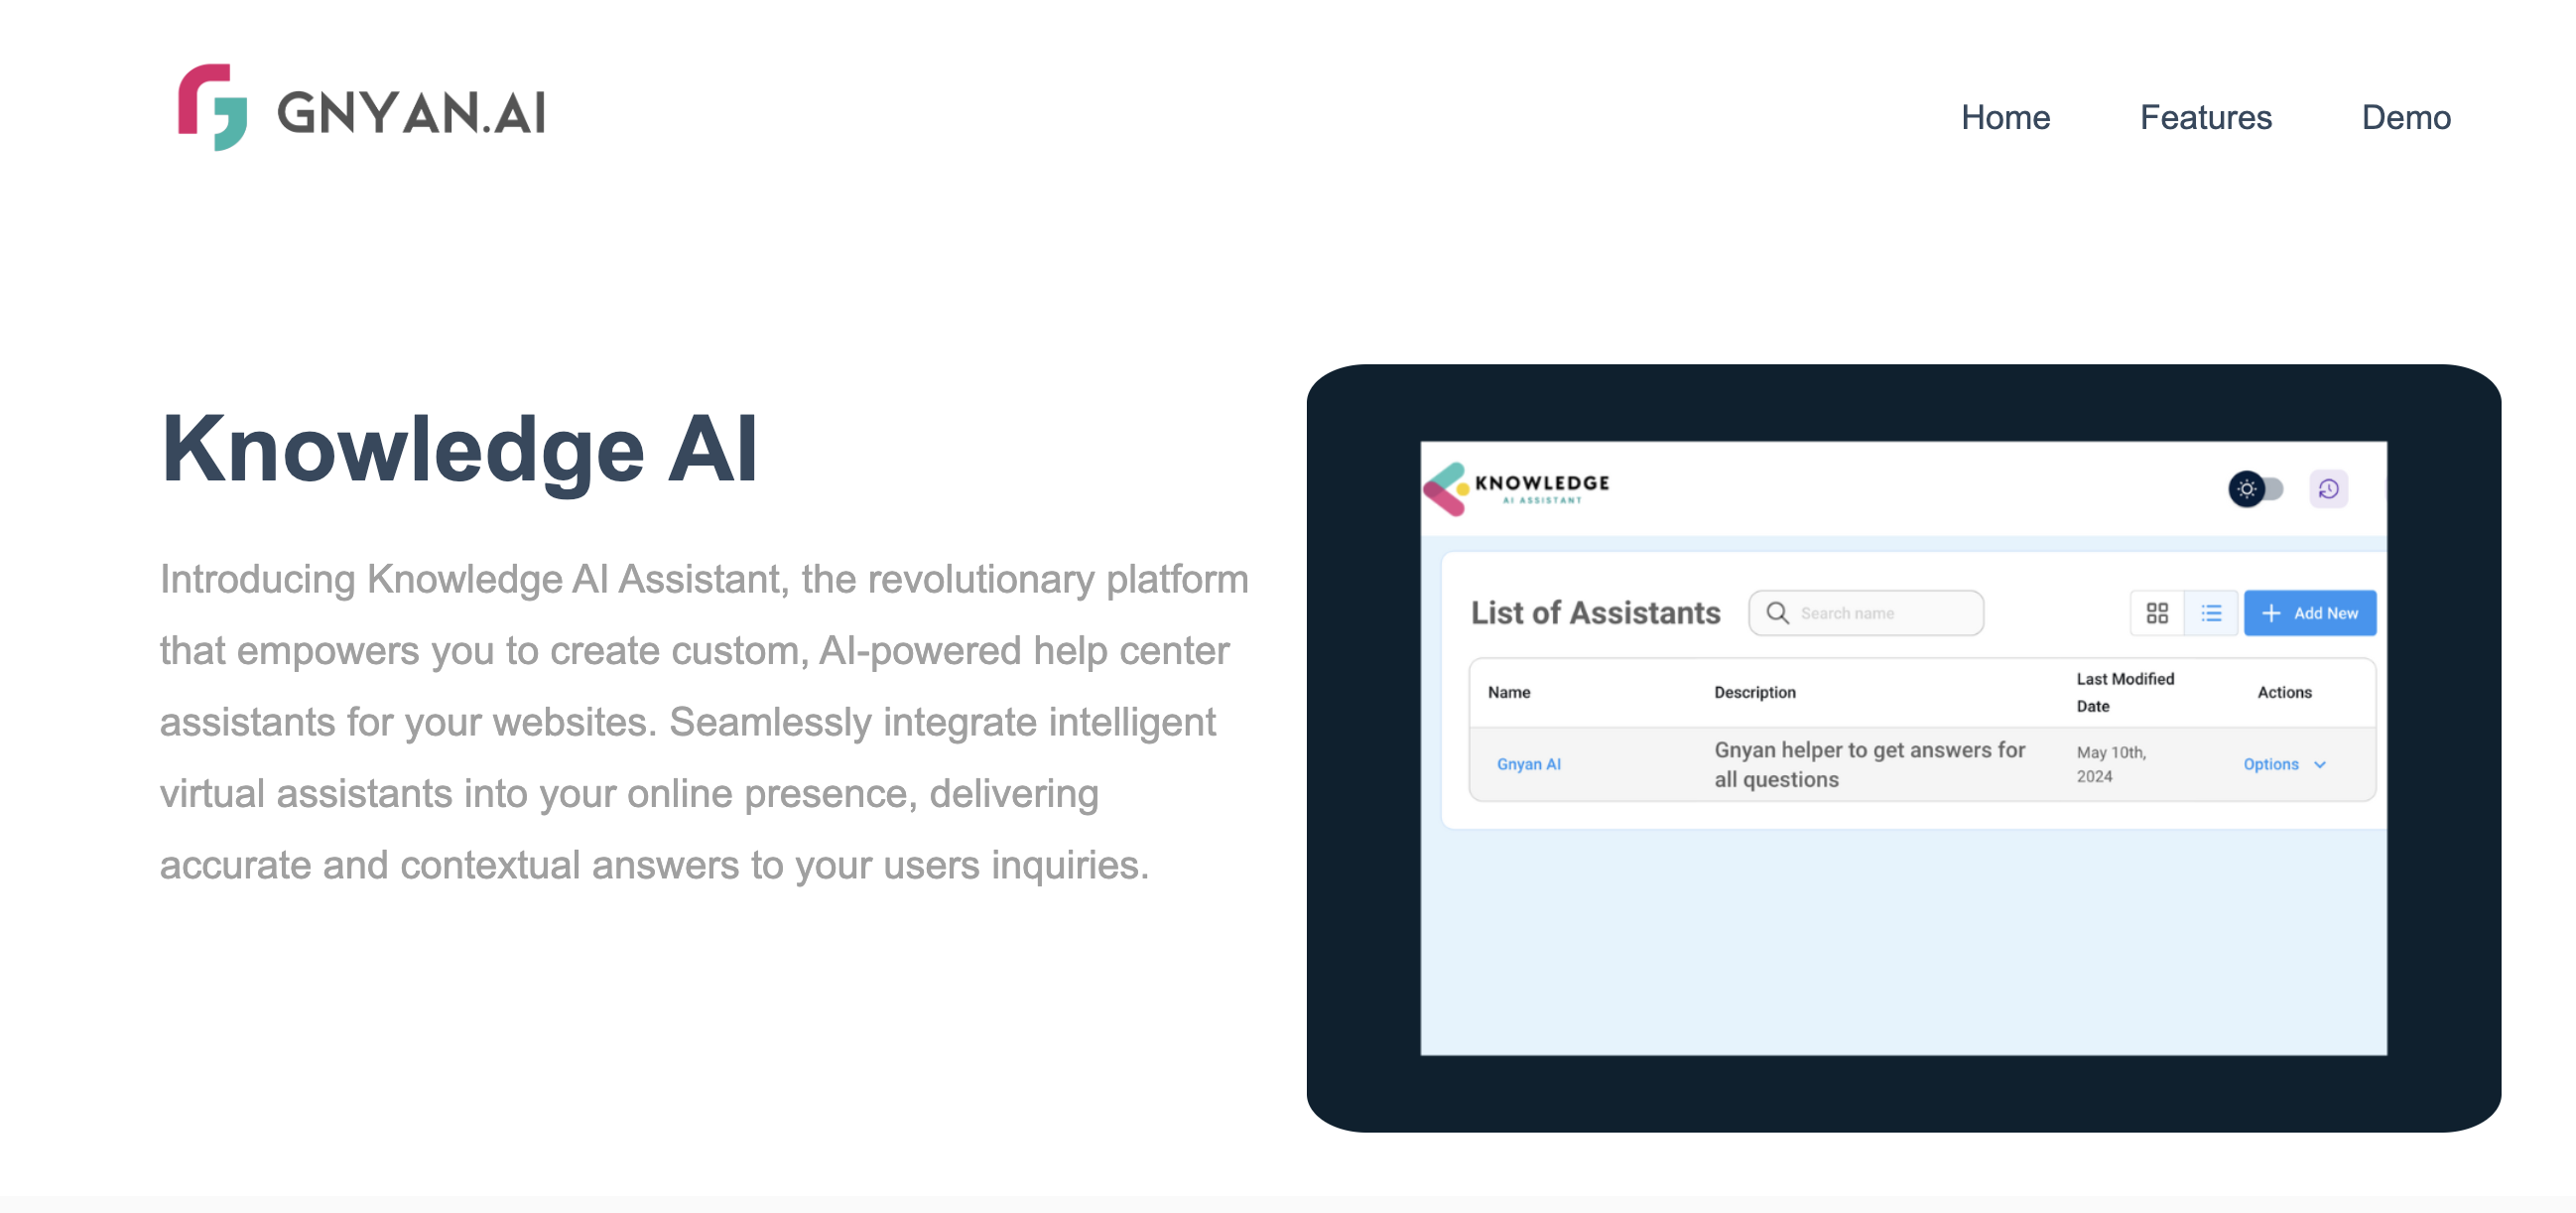 GNYAN.AI
Home Features Demo
Knowledge AI
Introducing Knowledge AI Assistant, the revolutionary platform
that empowers you to create custom, AI-powered help center
assistants for your websites. Seamlessly integrate intelligent
virtual assistants into your online presence, delivering
accurate and contextual answers to your users inquiries.
KNOWLEDGE
AI ASSISTANT
List of Assistants Search name Add New
Name Description Last Modified Date Actions
Gnyan AI Gnyan helper to get answers for
all questions May 10th,
2024 Options